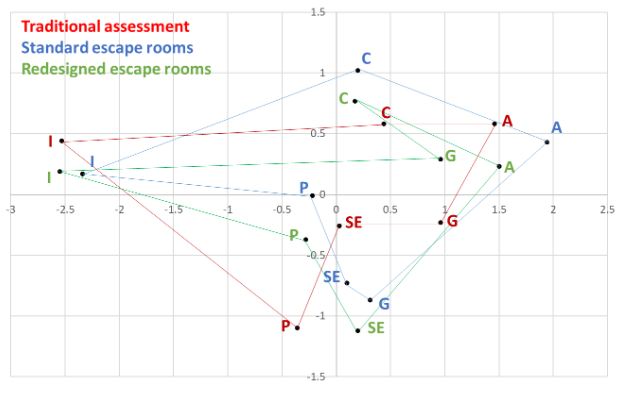 1.5
Traditional assessment
Standard escape rooms
Redesigned escape rooms
C
1
C
C
A
A
0.5
I
I
G
A
I
P
0
-3 -2.5 -2 -1.5 -1 -0.5 0 0.5 1 1.5 2 2.5
SE
G
P
-0.5
SE
G
P
-1
SE
-1.5